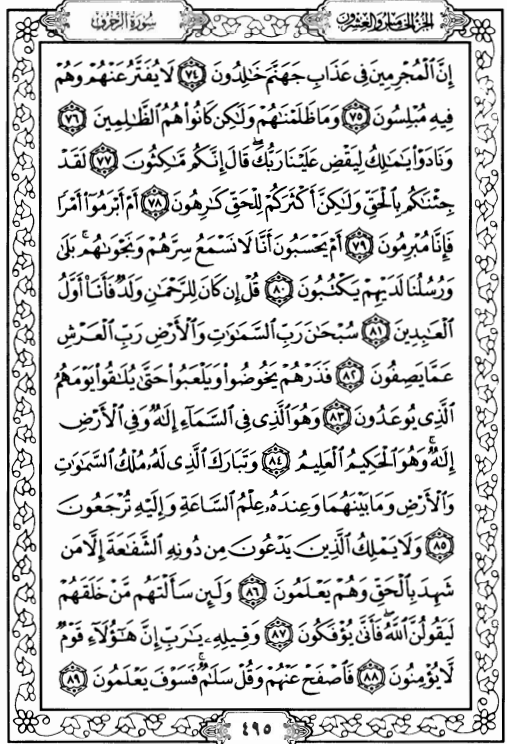 الجزء الخامس والعشرون سورة الزخرف
إِنَّ ٱلْمُجْرِمِينَ فِى عَذَابِ جَهَنَّمَ خَٰلِدُونَ ٧٤ لَا يُفَتَّرُ عَنْهُمْ وَهُمْ
فِيهِ مُبْلِسُونَ ٧٥ وَمَا ظَلَمْنَٰهُمْ وَلَٰكِن كَانُوا۟ هُمُ ٱلظَّٰلِمِينَ ٧٦
وَنَادَوْا۟ يَٰمَٰلِكُ لِيَقْضِ عَلَيْنَا رَبُّكَ ۖ قَالَ إِنَّكُم مَّٰكِثُونَ ٧٧ لَقَدْ
جِئْنَٰكُم بِٱلْحَقِّ وَلَٰكِنَّ أَكْثَرَكُمْ لِلْحَقِّ كَٰرِهُونَ ٧٨ أَمْ أَبْرَمُوٓا۟ أَمْرًا
فَإِنَّا مُبْرِمُونَ ٧٩ أَمْ يَحْسَبُونَ أَنَّا لَا نَسْمَعُ سِرَّهُمْ وَنَجْوَىٰهُم ۚ بَلَىٰ
وَرُسُلُنَا لَدَيْهِمْ يَكْتُبُونَ ٨٠ قُلْ إِن كَانَ لِلرَّحْمَٰنِ وَلَدٌ فَأَنَا۠ أَوَّلُ
ٱلْعَٰبِدِينَ ٨١ سُبْحَٰنَ رَبِّ ٱلسَّمَٰوَٰتِ وَٱلْأَرْضِ رَبِّ ٱلْعَرْشِ
عَمَّا يَصِفُونَ ٨٢ فَذَرْهُمْ يَخُوضُوا۟ وَيَلْعَبُوا۟ حَتَّىٰ يُلَٰقُوا۟ يَوْمَهُمُ
ٱلَّذِى يُوعَدُونَ ٨٣ وَهُوَ ٱلَّذِى فِى ٱلسَّمَآءِ إِلَٰهٌ وَفِى ٱلْأَرْضِ
إِلَٰهٌ ۚ وَهُوَ ٱلْحَكِيمُ ٱلْعَلِيمُ ٨٤ وَتَبَارَكَ ٱلَّذِى لَهُۥ مُلْكُ ٱلسَّمَٰوَٰتِ
وَٱلْأَرْضِ وَمَا بَيْنَهُمَا وَعِندَهُۥ عِلْمُ ٱلسَّاعَةِ وَإِلَيْهِ تُرْجَعُونَ
٨٥ وَلَا يَمْلِكُ ٱلَّذِينَ يَدْعُونَ مِن دُونِهِ ٱلشَّفَٰعَةَ إِلَّا مَن
شَهِدَ بِٱلْحَقِّ وَهُمْ يَعْلَمُونَ ٨٦ وَلَئِن سَأَلْتَهُم مَّنْ خَلَقَهُمْ
لَيَقُولُنَّ ٱللَّهُ ۖ فَأَنَّىٰ يُؤْفَكُونَ ٨٧ وَقِيلِهِۦ يَٰرَبِّ إِنَّ هَٰٓؤُلَآءِ قَوْمٌ
لَّا يُؤْمِنُونَ ٨٨ فَٱصْفَحْ عَنْهُمْ وَقُلْ سَلَٰمٌ ۚ فَسَوْفَ يَعْلَمُونَ ٨٩
٤٩٥